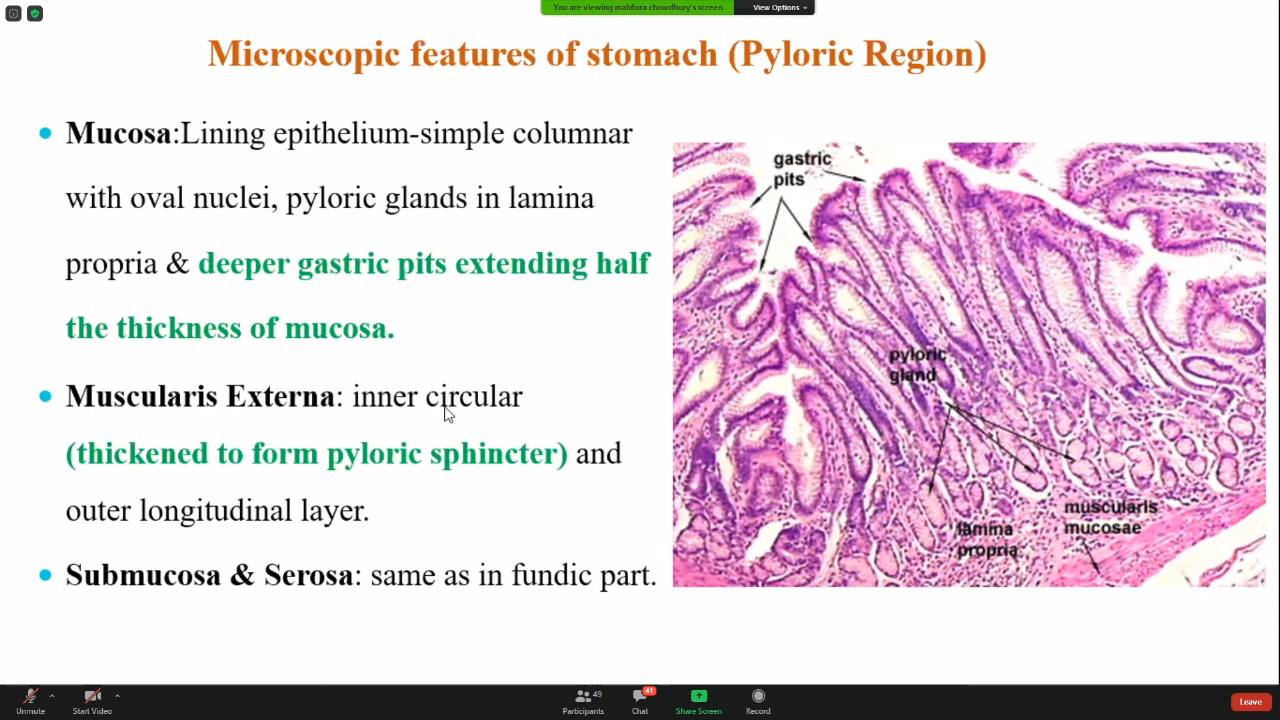 You are viewing mahfuza chowdhury's screen
View Options
Microscopic features of stomach (Pyloric Region)
Mucosa:Lining epithelium-simple columnar
with oval nuclei, pyloric glands in lamina
propria & deeper gastric pits extending half
the thickness of mucosa.
Muscularis Externa: inner circular
(thickened to form pyloric sphincter) and
outer longitudinal layer.
Submucosa & Serosa: same as in fundic part.
gastric
pits
pyloric
gland
lamina
propria
muscularis
mucosae
Unmute
Start Video
49
Participants
41
Chat
Share Screen
Record
Leave